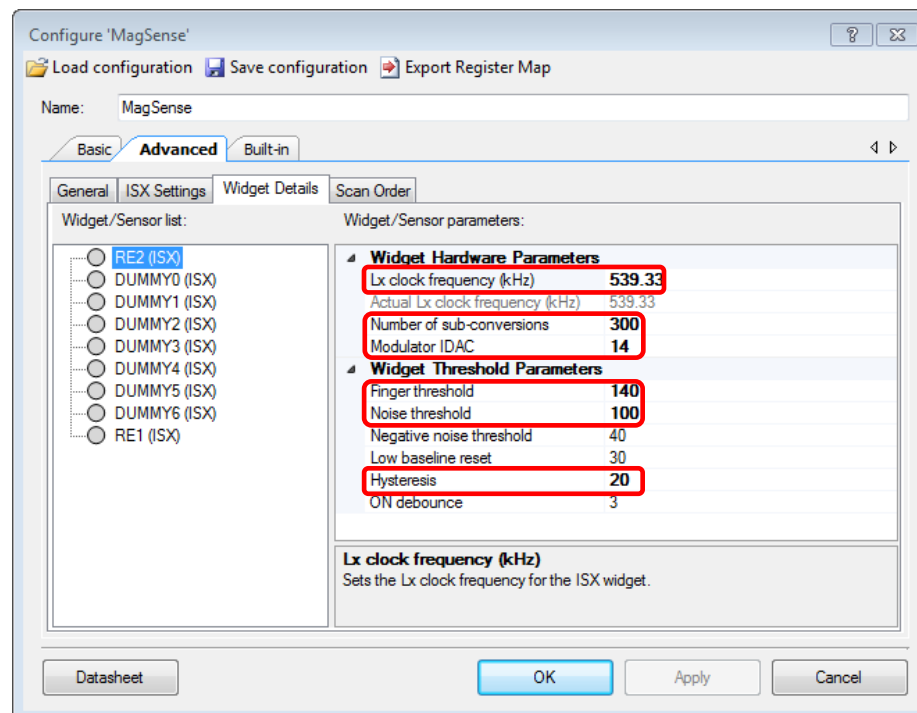 Configure 'MagSense'
Load configuration Save configuration Export Register Map
Name: MagSense
Basic Advanced Built-in
General ISX Settings Widget Details Scan Order
Widget/Sensor list: Widget/Sensor parameters:
RE2 (ISX)
DUMMY0 (ISX)
DUMMY1 (ISX)
DUMMY2 (ISX)
DUMMY3 (ISX)
DUMMY4 (ISX)
DUMMY5 (ISX)
DUMMY6 (ISX)
RE1 (ISX)
Widget Hardware Parameters
Lx clock frequency (kHz) 539.33
Actual Lx clock frequency (kHz) 539.33
Number of sub-conversions 300
Modulator IDAC 14
Widget Threshold Parameters
Finger threshold 140
Noise threshold 100
Negative noise threshold 40
Low baseline reset 30
Hysteresis 20
ON debounce 3
Lx clock frequency (kHz)
Sets the Lx clock frequency for the ISX widget.
Datasheet OK Apply Cancel